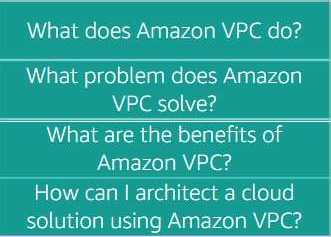 What does Amazon VPC do?
What problem does Amazon
VPC solve?
What are the benefits of
Amazon VPC?
How can I architect a cloud
solution using Amazon VPC?